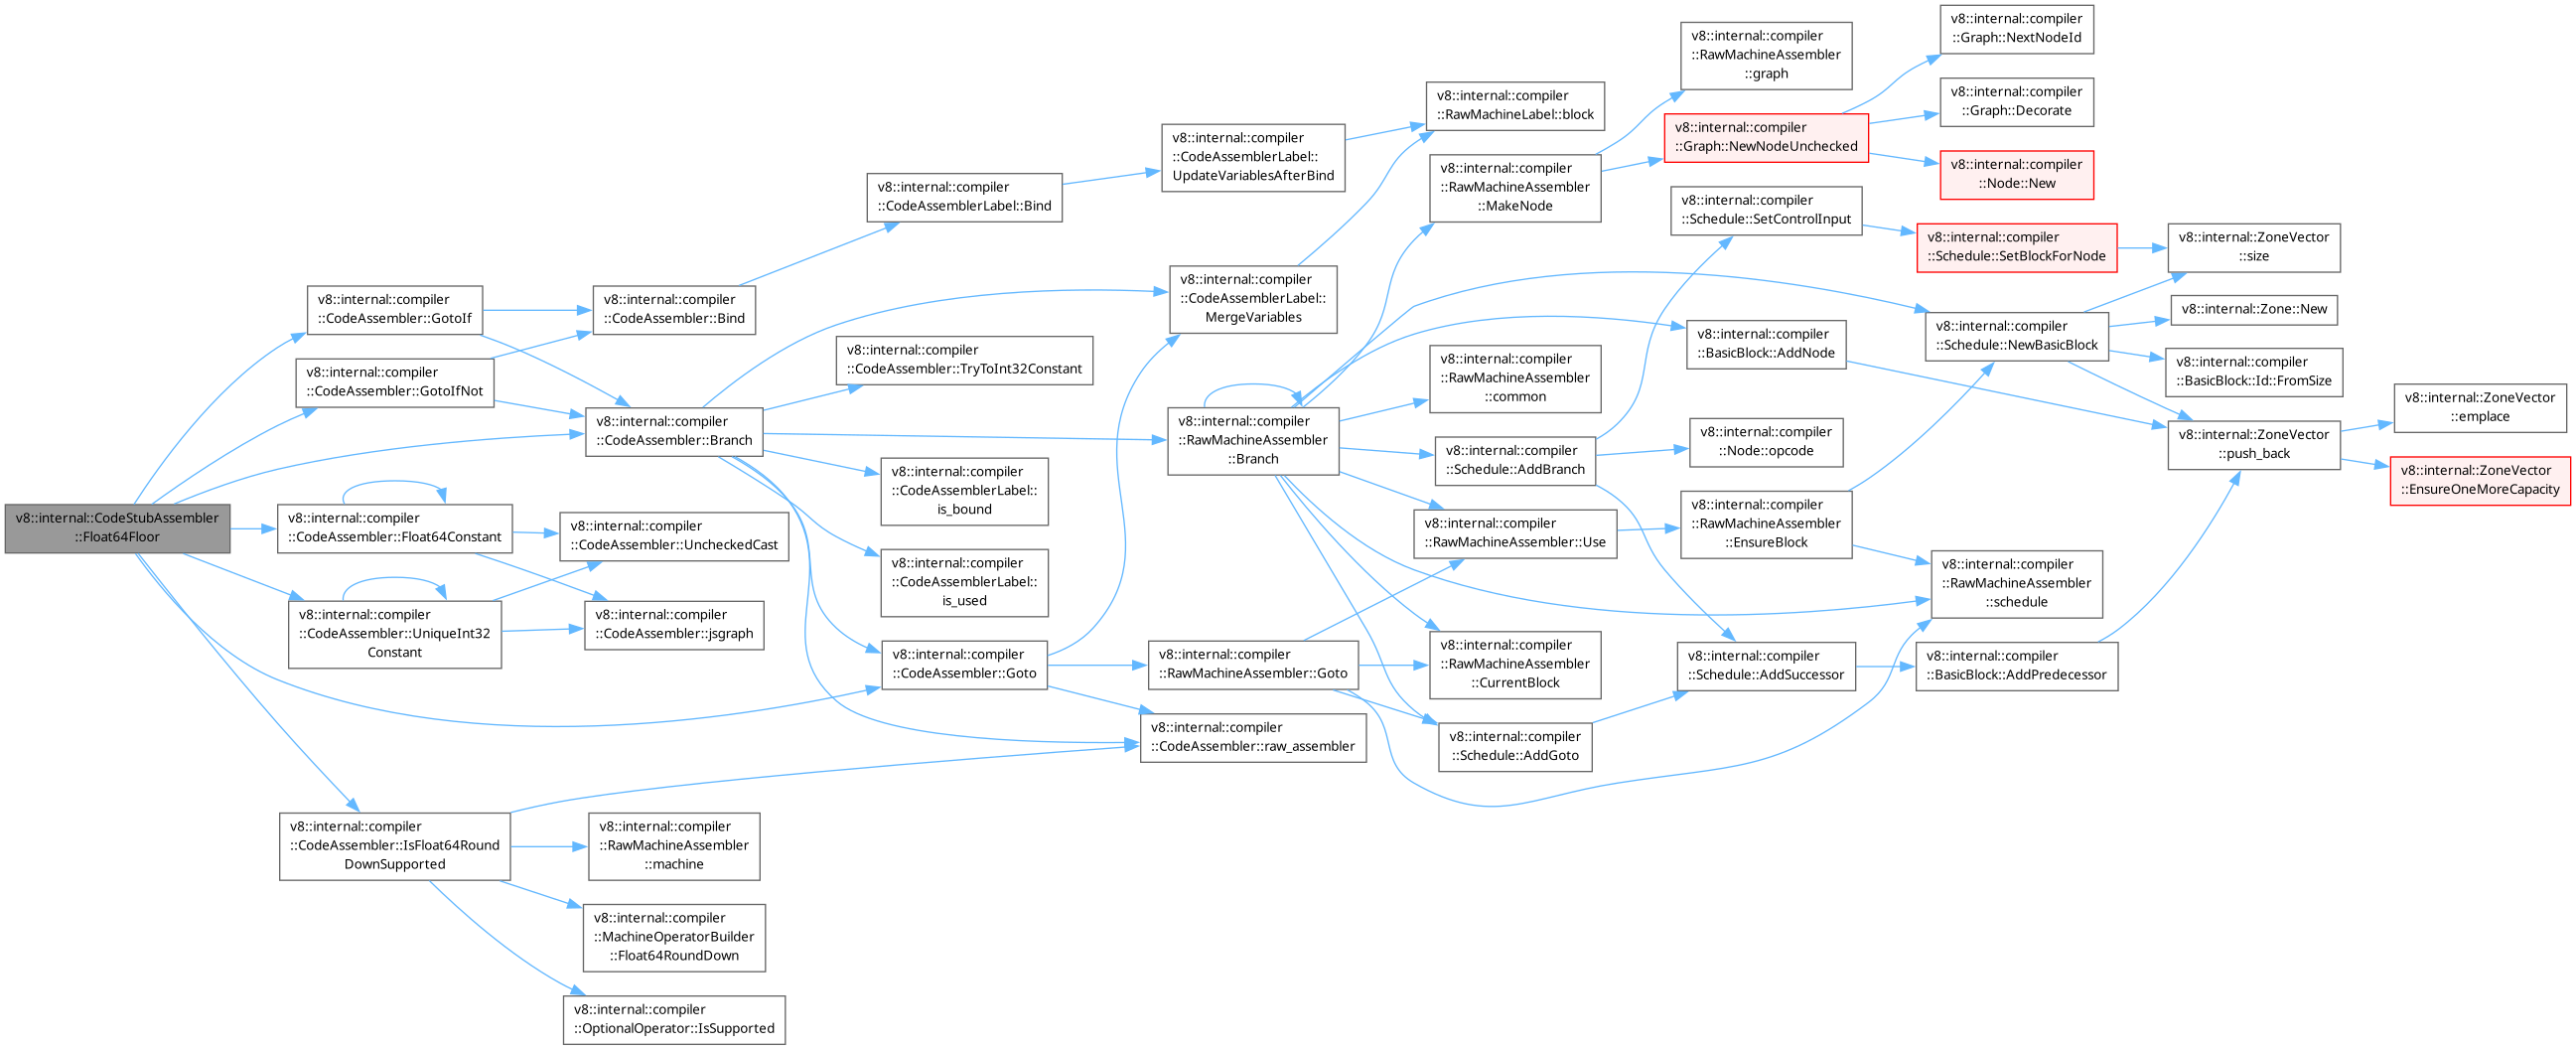 v8::internal::CodeStubAssembler
::Float64Floor
v8::internal::compiler
::CodeAssembler::GotoIf
v8::internal::compiler
::CodeAssembler::GotoIfNot
v8::internal::compiler
::CodeAssembler::Float64Constant
v8::internal::compiler
::CodeAssembler::UniqueInt32
Constant
v8::internal::compiler
::CodeAssembler::IsFloat64Round
DownSupported
v8::internal::compiler
::CodeAssembler::Bind
v8::internal::compiler
::CodeAssembler::Branch
v8::internal::compiler
::CodeAssembler::UncheckedCast
v8::internal::compiler
::CodeAssembler::jsgraph
v8::internal::compiler
::RawMachineAssembler
::machine
v8::internal::compiler
::MachineOperatorBuilder
::Float64RoundDown
v8::internal::compiler
::OptionalOperator::IsSupported
v8::internal::compiler
::CodeAssemblerLabel::Bind
v8::internal::compiler
::CodeAssembler::TryToInt32Constant
v8::internal::compiler
::CodeAssemblerLabel::
is_bound
v8::internal::compiler
::CodeAssemblerLabel::
is_used
v8::internal::compiler
::CodeAssembler::Goto
v8::internal::compiler
::CodeAssemblerLabel::
UpdateVariablesAfterBind
v8::internal::compiler
::CodeAssemblerLabel::
MergeVariables
v8::internal::compiler
::RawMachineAssembler
::Branch
v8::internal::compiler
::RawMachineAssembler::Goto
v8::internal::compiler
::CodeAssembler::raw_assembler
v8::internal::compiler
::RawMachineLabel::block
v8::internal::compiler
::RawMachineAssembler
::MakeNode
v8::internal::compiler
::RawMachineAssembler
::common
v8::internal::compiler
::Schedule::AddBranch
v8::internal::compiler
::RawMachineAssembler::Use
v8::internal::compiler
::RawMachineAssembler
::CurrentBlock
v8::internal::compiler
::Schedule::AddGoto
v8::internal::compiler
::RawMachineAssembler
::graph
v8::internal::compiler
::Graph::NewNodeUnchecked
v8::internal::compiler
::Schedule::SetControlInput
v8::internal::compiler
::BasicBlock::AddNode
v8::internal::compiler
::Node::opcode
v8::internal::compiler
::RawMachineAssembler
::EnsureBlock
v8::internal::compiler
::Schedule::AddSuccessor
v8::internal::compiler
::Graph::NextNodeId
v8::internal::compiler
::Graph::Decorate
v8::internal::compiler
::Node::New
v8::internal::compiler
::Schedule::SetBlockForNode
v8::internal::compiler
::Schedule::NewBasicBlock
v8::internal::compiler
::RawMachineAssembler
::schedule
v8::internal::compiler
::BasicBlock::AddPredecessor
v8::internal::ZoneVector
::size
v8::internal::Zone::New
v8::internal::compiler
::BasicBlock::Id::FromSize
v8::internal::ZoneVector
::push_back
v8::internal::ZoneVector
::emplace
v8::internal::ZoneVector
::EnsureOneMoreCapacity